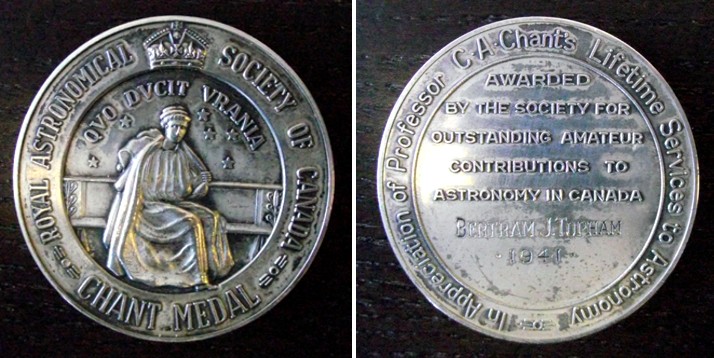 ROYAL ASTRONOMICAL SOCIETY OF CANADA
QVO DVCIT VRANIA
CHANT MEDAL
In Appreciation of Professor C·A·Chant's Lifetime Services to Astronomy
AWARDED
BY THE SOCIETY FOR
OUTSTANDING AMATEUR
CONTRIBUTIONS TO
ASTRONOMY IN CANADA
BERTRAM J. TOPHAM
·1941·